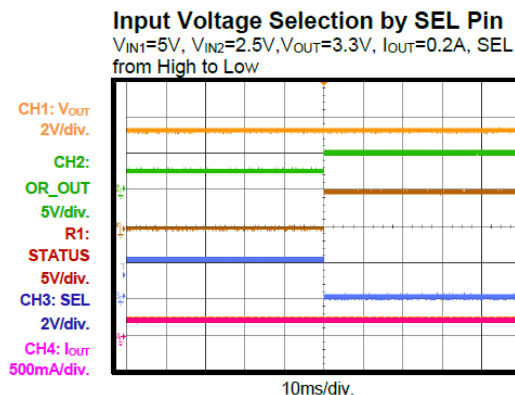 Input Voltage Selection by SEL Pin
VIN1=5V, VIN2=2.5V,VOUT=3.3V, IOUT=0.2A, SEL
from High to Low
CH1: VOUT
2V/div.
CH2:
OR_OUT
5V/div.
R1:
STATUS
5V/div.
CH3: SEL
2V/div.
CH4: IOUT
500mA/div.
10ms/div.